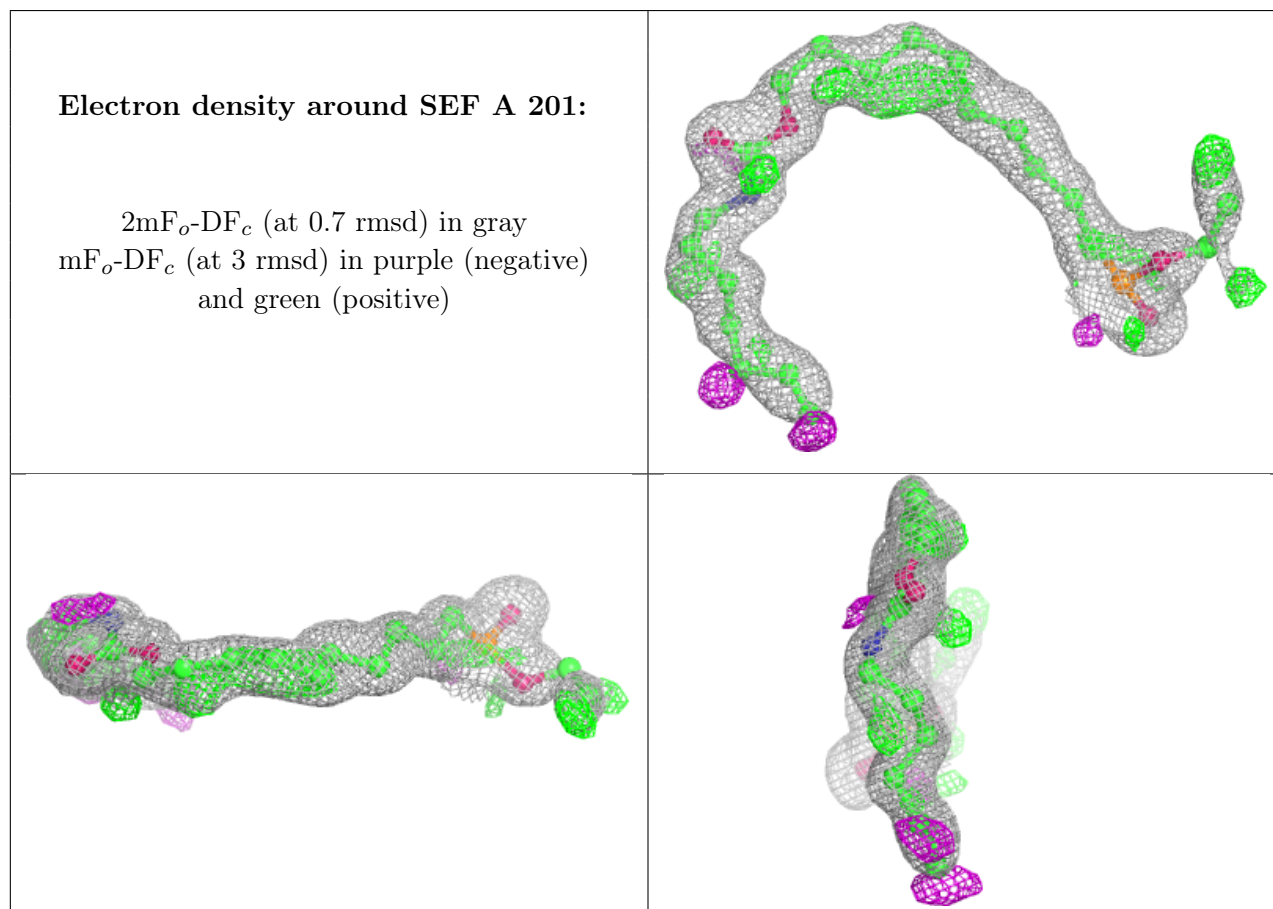 Electron density around SEF A 201:
2mFo-DFc (at 0.7 rmsd) in gray
mFo-DFc (at 3 rmsd) in purple (negative)
and green (positive)